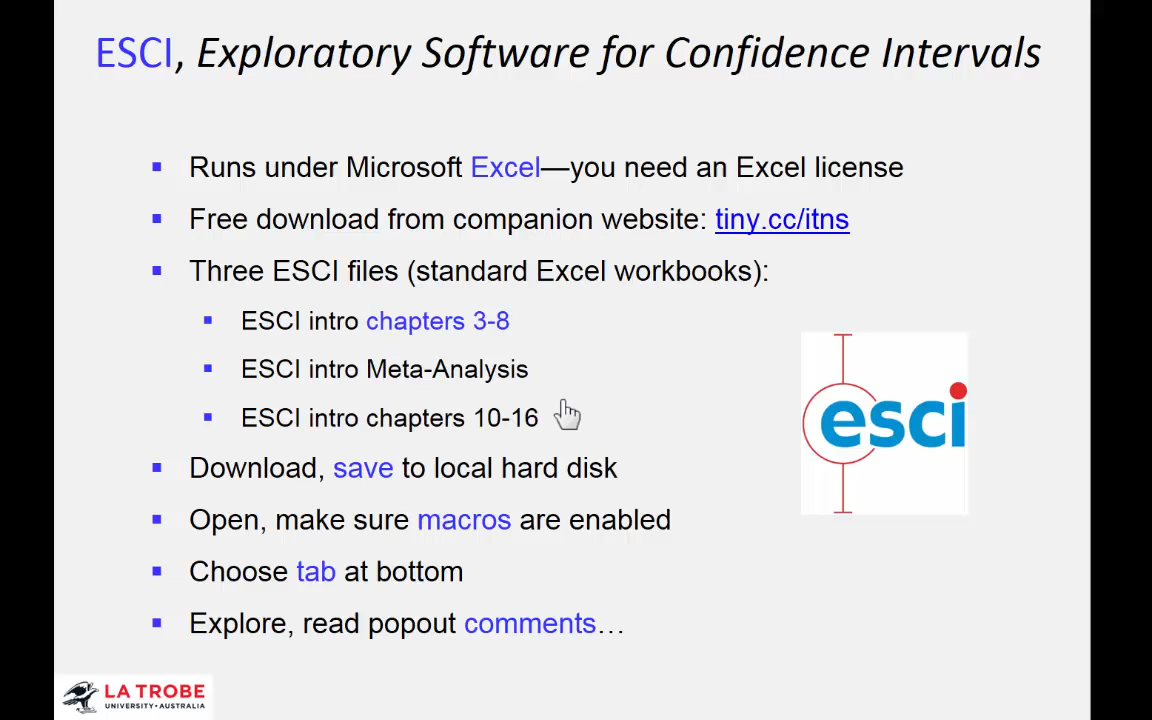 ESCI, Exploratory Software for Confidence Intervals
Runs under Microsoft Excel—you need an Excel license
Free download from companion website: tiny.cc/itns
Three ESCI files (standard Excel workbooks):
ESCI intro chapters 3-8
ESCI intro Meta-Analysis
ESCI intro chapters 10-16
esci
Download, save to local hard disk
Open, make sure macros are enabled
Choose tab at bottom
Explore, read popout comments…
LA TROBE
UNIVERSITY • AUSTRALIA